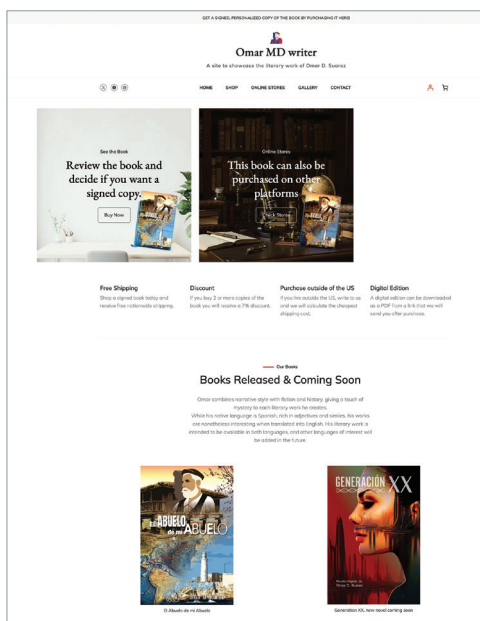 GET A SIGNED, PERSONALIZED COPY OF THE BOOK BY PURCHASING IT HERE!
Omar MD writer
A site to showcase the literary work of Omar D. Suarez
HOME SHOP ONLINE STORES GALLERY CONTACT
See the Book
Review the book and
decide if you want a
signed copy.
Buy Now
Online Stores
This book can also be
purchased on other
platforms
Check Stores
Free Shipping
Shop a signed book today and
receive free nationwide shipping.
Discount
If you buy 2 or more copies of the
book you will receive a 7% discount.
Purchase outside of the US
If you live outside the US, write to us
and we will calculate the cheapest
shipping cost.
Digital Edition
A digital edition can be downloaded
as a PDF from a link that we will
send you after purchase.
Our Books
Books Released & Coming Soon
Omar combines narrative style with fiction and history, giving a touch of
mystery to each literary work he creates.
While his native language is Spanish, rich in adjectives and similes, his works
are nonetheless interesting when translated into English. His literary work is
intended to be available in both languages, and other languages of interest will
be added in the future.
El ABUELO
de mi ABUELO
El Abuelo de mi Abuelo
GENERACIÓN XX
Omar D. Suarez
Generation XX, new novel coming soon